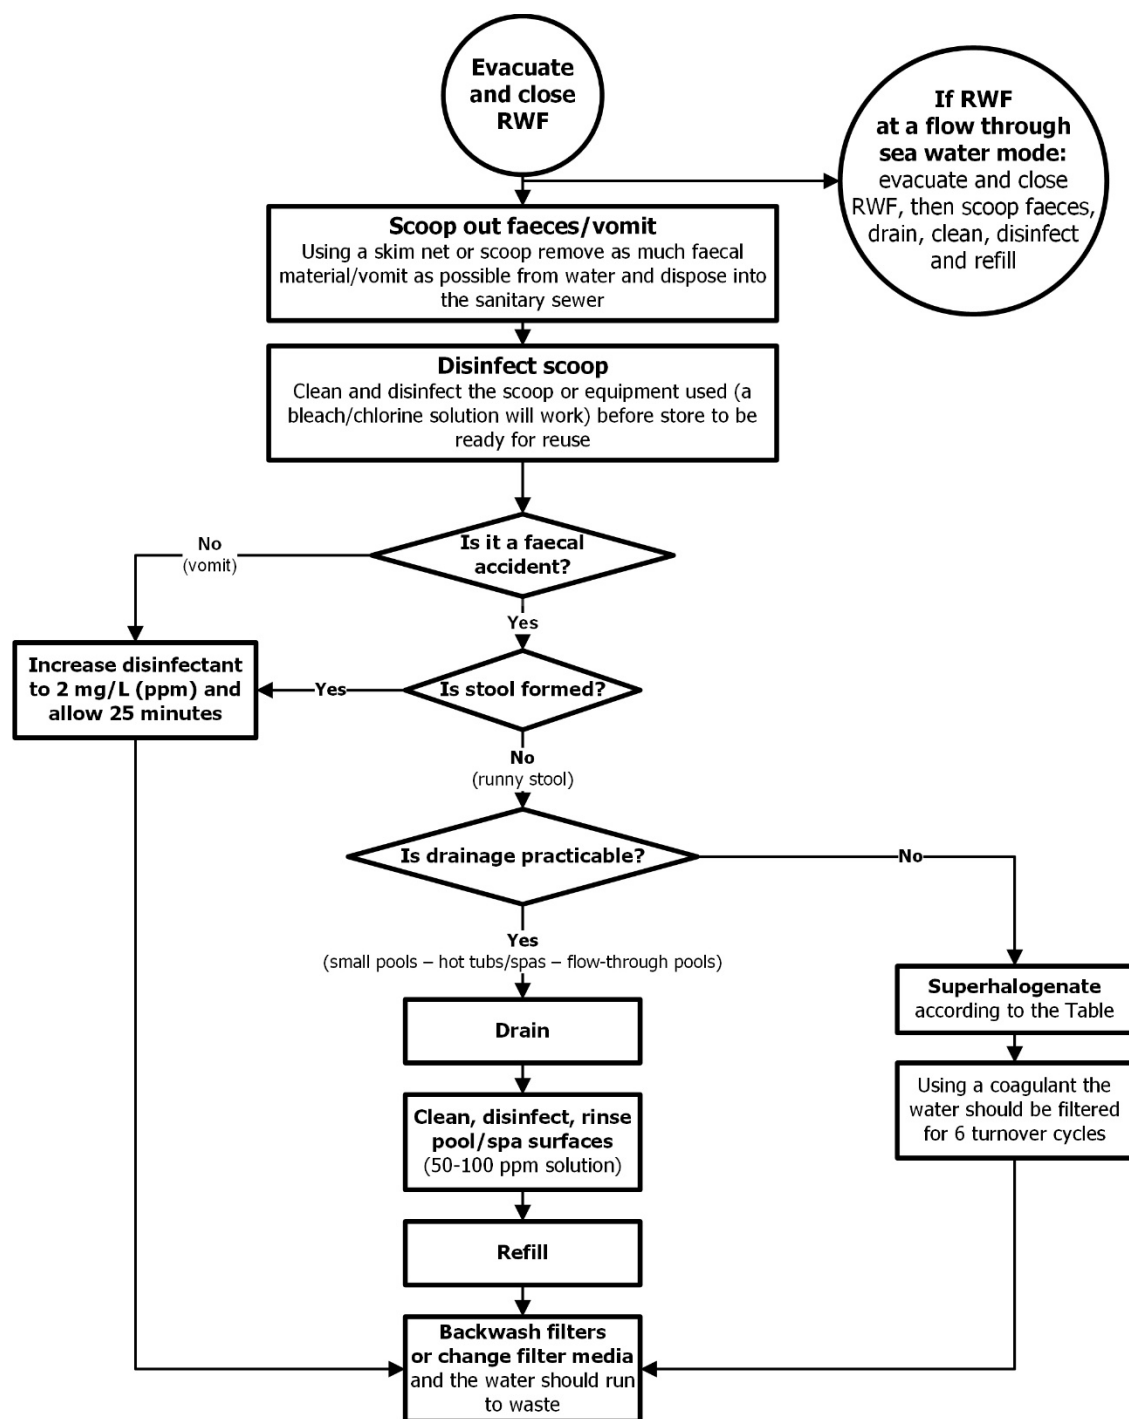 Evacuate
and close
RWF
If RWF
at a flow through
sea water mode:
evacuate and close
RWF, then scoop faeces,
drain, clean, disinfect
and refill
Scoop out faeces/vomit
Using a skim net or scoop remove as much faecal
material/vomit as possible from water and dispose into
the sanitary sewer
Disinfect scoop
Clean and disinfect the scoop or equipment used (a
bleach/chlorine solution will work) before store to be
ready for reuse
Is it a faecal
accident?
No
(vomit)
Yes
Increase disinfectant
to 2 mg/L (ppm) and
allow 25 minutes
Yes
Is stool formed?
No
(runny stool)
Is drainage practicable?
No
Yes
(small pools – hot tubs/spas – flow-through pools)
Superhalogenate
according to the Table
Drain
Using a coagulant the
water should be filtered
for 6 turnover cycles
Clean, disinfect, rinse
pool/spa surfaces
(50-100 ppm solution)
Refill
Backwash filters
or change filter media
and the water should run
to waste